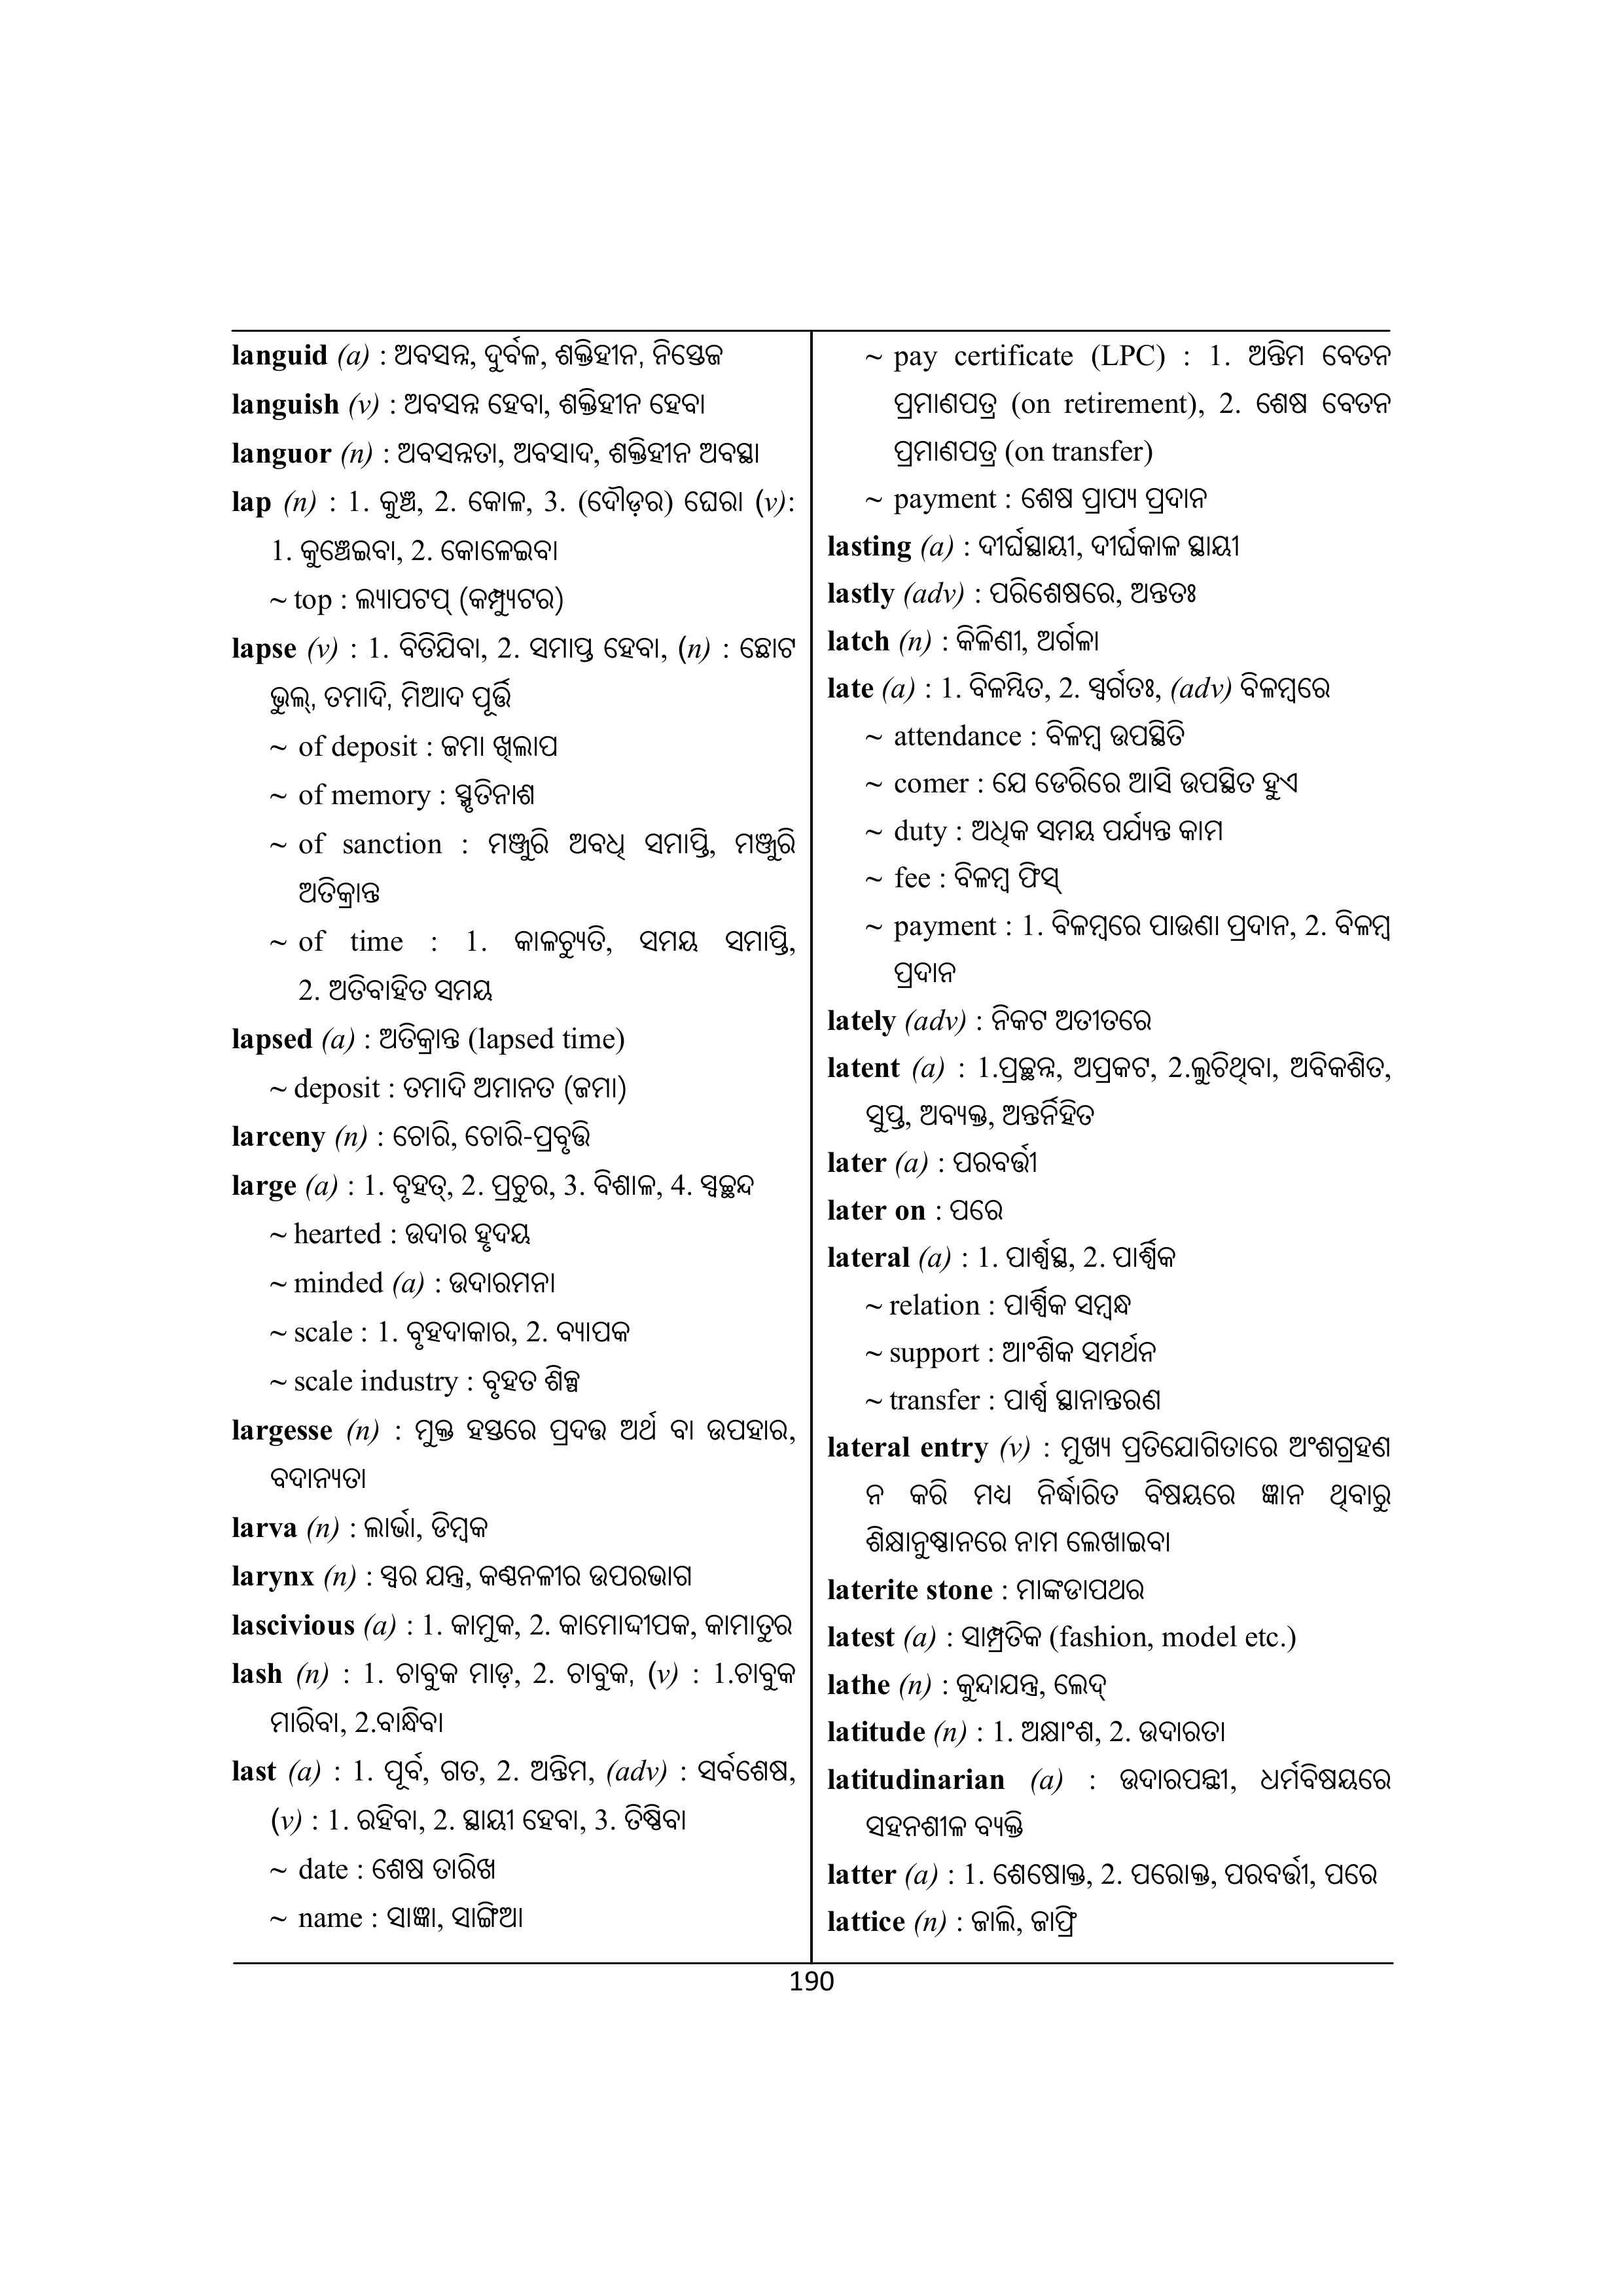 languid (a) : ଅବସନ୍ନ, ଦୁର୍ବଳ, ଶକ୍ତିହୀନ, ନିସ୍ତେଜ
languish (v) : ଅବସନ୍ନ ହେବା, ଶକ୍ତିହୀନ ହେବା
languor (n) : ଅବସନ୍ନତା, ଅବସାଦ, ଶକ୍ତିହୀନ ଅବସ୍ଥା
lap (n) : 1. କୁଞ୍ଚ, 2. କୋଳ, 3. (ଦୌଡ଼ର) ଘେରା (v):
1. କୁଞ୍ଚେଇବା, 2. କୋଳେଇବା
~ top : ଲ୍ୟାପଟପ୍ (କମ୍ପ୍ୟୁଟର)
lapse (v) : 1. ବିତିଯିବା, 2. ସମାପ୍ତ ହେବା, (n) : ଛୋଟ
ଭୁଲ୍, ତମାଦି, ମିଆଦ ପୂର୍ତ୍ତି
~ of deposit : ଜମା ଖିଲାପ
~ of memory : ସ୍ମୃତିନାଶ
~ of sanction : ମଞ୍ଜୁରି ଅବଧି ସମାପ୍ତି, ମଞ୍ଜୁରି
ଅତିକ୍ରାନ୍ତ
~ of time : 1. କାଳଚ୍ୟୁତି, ସମୟ ସମାପ୍ତି,
2. ଅତିବାହିତ ସମୟ
lapsed (a) : ଅତିକ୍ରାନ୍ତ (lapsed time)
~ deposit : ତମାଦି ଅମାନତ (ଜମା)
larceny (n) : ଚୋରି, ଚୋରି-ପ୍ରବୃତ୍ତି
large (a) : 1. ବୃହତ୍, 2. ପ୍ରଚୁର, 3. ବିଶାଳ, 4. ସ୍ୱଚ୍ଛନ୍ଦ
~ hearted : ଉଦାର ହୃଦୟ
~ minded (a) : ଉଦାରମନା
~ scale : 1. ବୃହଦାକାର, 2. ବ୍ୟାପକ
~ scale industry : ବୃହତ ଶିଳ୍ପ
largesse (n) : ମୁକ୍ତ ହସ୍ତରେ ପ୍ରଦତ୍ତ ଅର୍ଥ ବା ଉପହାର,
ବଦାନ୍ୟତା
larva (n) : ଲାର୍ଭା, ଡିମ୍ବକ
larynx (n) : ସ୍ୱର ଯନ୍ତ୍ର, କଣ୍ଠନଳୀର ଉପରଭାଗ
lascivious (a) : 1. କାମୁକ, 2. କାମୋଦ୍ଦୀପକ, କାମାତୁର
lash (n) : 1. ଚାବୁକ ମାଡ଼, 2. ଚାବୁକ, (v) : 1.ଚାବୁକ
ମାରିବା, 2.ବାନ୍ଧିବା
last (a) : 1. ପୂର୍ବ, ଗତ, 2. ଅନ୍ତିମ, (adv) : ସର୍ବଶେଷ,
(v) : 1. ରହିବା, 2. ସ୍ଥାୟୀ ହେବା, 3. ତିଷ୍ଠିବା
~ date : ଶେଷ ତାରିଖ
~ name : ସାଜ୍ଞା, ସାଙ୍ଗିଆ
~ pay certificate (LPC) : 1. ଅନ୍ତିମ ବେତନ
ପ୍ରମାଣପତ୍ର (on retirement), 2. ଶେଷ ବେତନ
ପ୍ରମାଣପତ୍ର (on transfer)
~ payment : ଶେଷ ପ୍ରାପ୍ୟ ପ୍ରଦାନ
lasting (a) : ଦୀର୍ଘସ୍ଥାୟୀ, ଦୀର୍ଘକାଳ ସ୍ଥାୟୀ
lastly (adv) : ପରିଶେଷରେ, ଅନ୍ତତଃ
latch (n) : କିଳିଣୀ, ଅର୍ଗଳା
late (a) : 1. ବିଳମ୍ବିତ, 2. ସ୍ୱର୍ଗତଃ, (adv) ବିଳମ୍ବରେ
~ attendance : ବିଳମ୍ବ ଉପସ୍ଥିତି
~ comer : ଯେ ଡେରିରେ ଆସି ଉପସ୍ଥିତ ହୁଏ
~ duty : ଅଧିକ ସମୟ ପର୍ଯ୍ୟନ୍ତ କାମ
~ fee : ବିଳମ୍ବ ଫିସ୍
~ payment : 1. ବିଳମ୍ବରେ ପାଉଣା ପ୍ରଦାନ, 2. ବିଳମ୍ବ
ପ୍ରଦାନ
lately (adv) : ନିକଟ ଅତୀତରେ
latent (a) : 1.ପ୍ରଚ୍ଛନ୍ନ, ଅପ୍ରକଟ, 2.ଲୁଚିଥିବା, ଅବିକଶିତ,
ସୁପ୍ତ, ଅବ୍ୟକ୍ତ, ଅନ୍ତର୍ନିହିତ
later (a) : ପରବର୍ତ୍ତୀ
later on : ପରେ
lateral (a) : 1. ପାର୍ଶ୍ୱସ୍ଥ, 2. ପାର୍ଶ୍ୱିକ
~ relation : ପାର୍ଶ୍ୱିକ ସମ୍ବନ୍ଧ
~ support : ଆଂଶିକ ସମର୍ଥନ
~ transfer : ପାର୍ଶ୍ୱ ସ୍ଥାନାନ୍ତରଣ
lateral entry (v) : ମୁଖ୍ୟ ପ୍ରତିଯୋଗିତାରେ ଅଂଶଗ୍ରହଣ
ନ କରି ମଧ୍ୟ ନିର୍ଦ୍ଧାରିତ ବିଷୟରେ ଜ୍ଞାନ ଥିବାରୁ
ଶିକ୍ଷାନୁଷ୍ଠାନରେ ନାମ ଲେଖାଇବା
laterite stone : ମାଙ୍କଡାପଥର
latest (a) : ସାମ୍ପ୍ରତିକ (fashion, model etc.)
lathe (n) : କୁନ୍ଦାଯନ୍ତ୍ର, ଲେଦ୍
latitude (n) : 1. ଅକ୍ଷାଂଶ, 2. ଉଦାରତା
latitudinarian (a) : ଉଦାରପନ୍ଥୀ, ଧର୍ମବିଷୟରେ
ସହନଶୀଳ ବ୍ୟକ୍ତି
latter (a) : 1. ଶେଷୋକ୍ତ, 2. ପରୋକ୍ତ, ପରବର୍ତ୍ତୀ, ପରେ
lattice (n) : ଜାଲି, ଜାଫ୍ରି
190